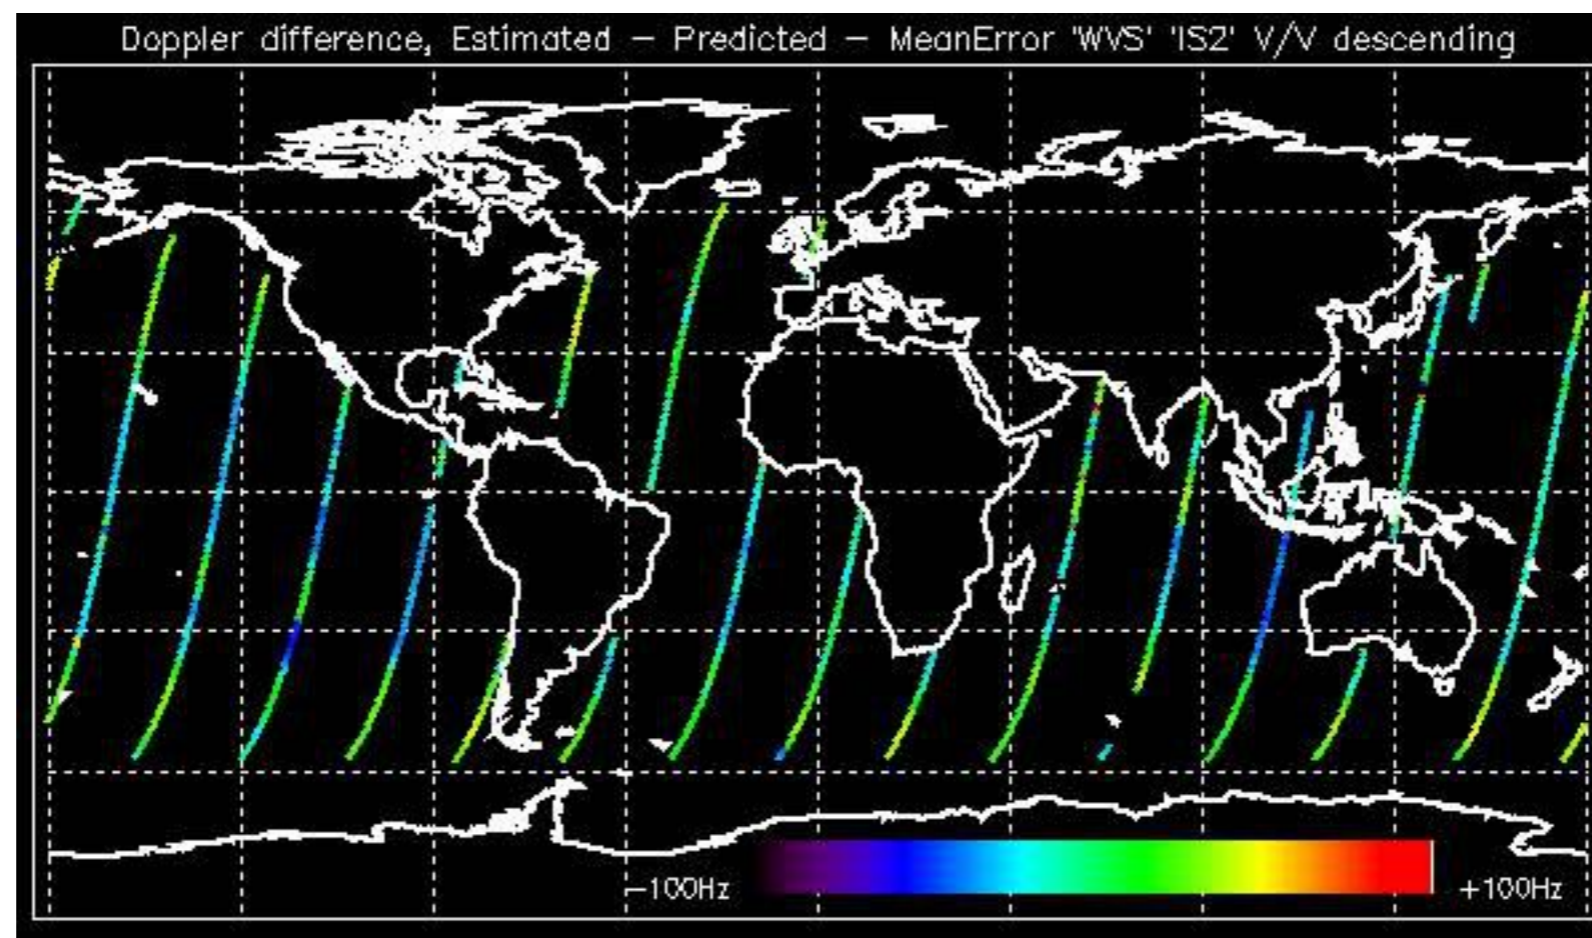 Doppler difference, Estimated – Predicted – MeanError 'WVS' 'IS2' V/V descending
–100Hz
+100Hz